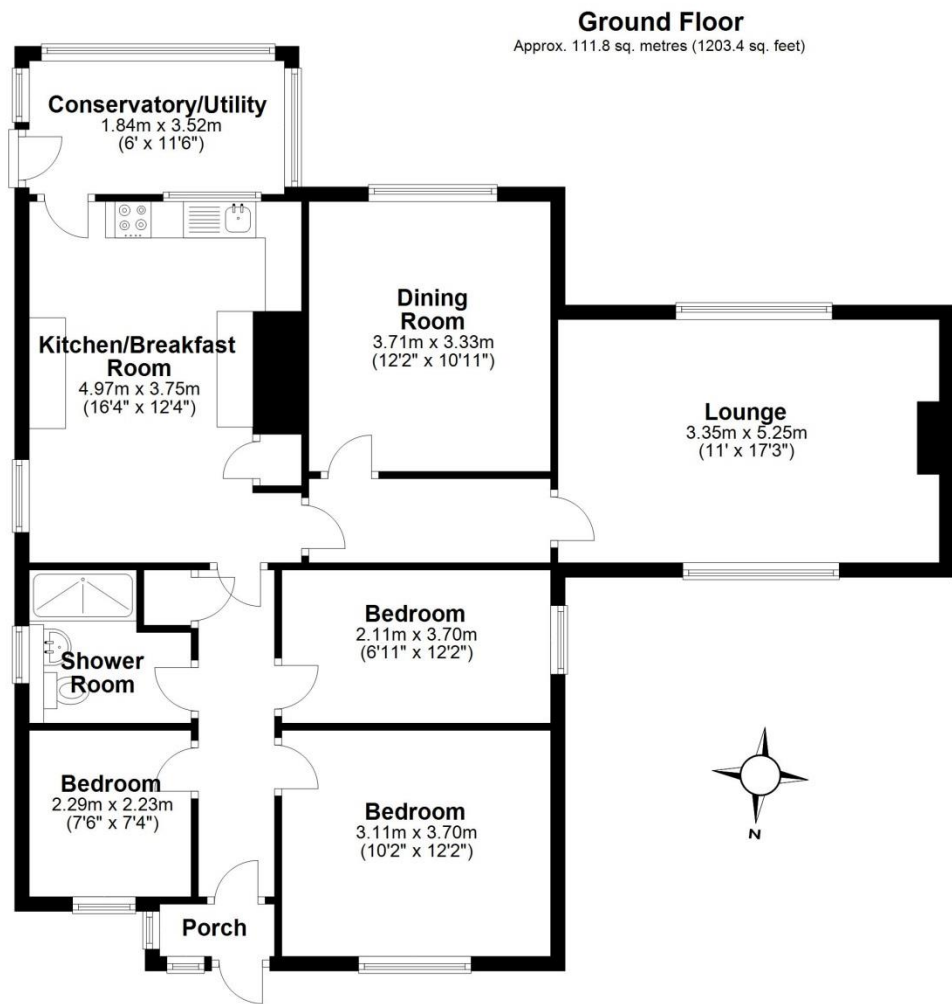 Ground Floor
Approx. 111.8 sq. metres (1203.4 sq. feet)
Conservatory/Utility
1.84m x 3.52m
(6' x 11'6")
Dining
Room
3.71m x 3.33m
(12'2" x 10'11")
Kitchen/Breakfast
Room
4.97m x 3.75m
(16'4" x 12'4")
Lounge
3.35m x 5.25m
(11' x 17'3")
Bedroom
2.11m x 3.70m
(6'11" x 12'2")
Shower
Room
Bedroom
2.29m x 2.23m
(7'6" x 7'4")
Bedroom
3.11m x 3.70m
(10'2" x 12'2")
Porch
N